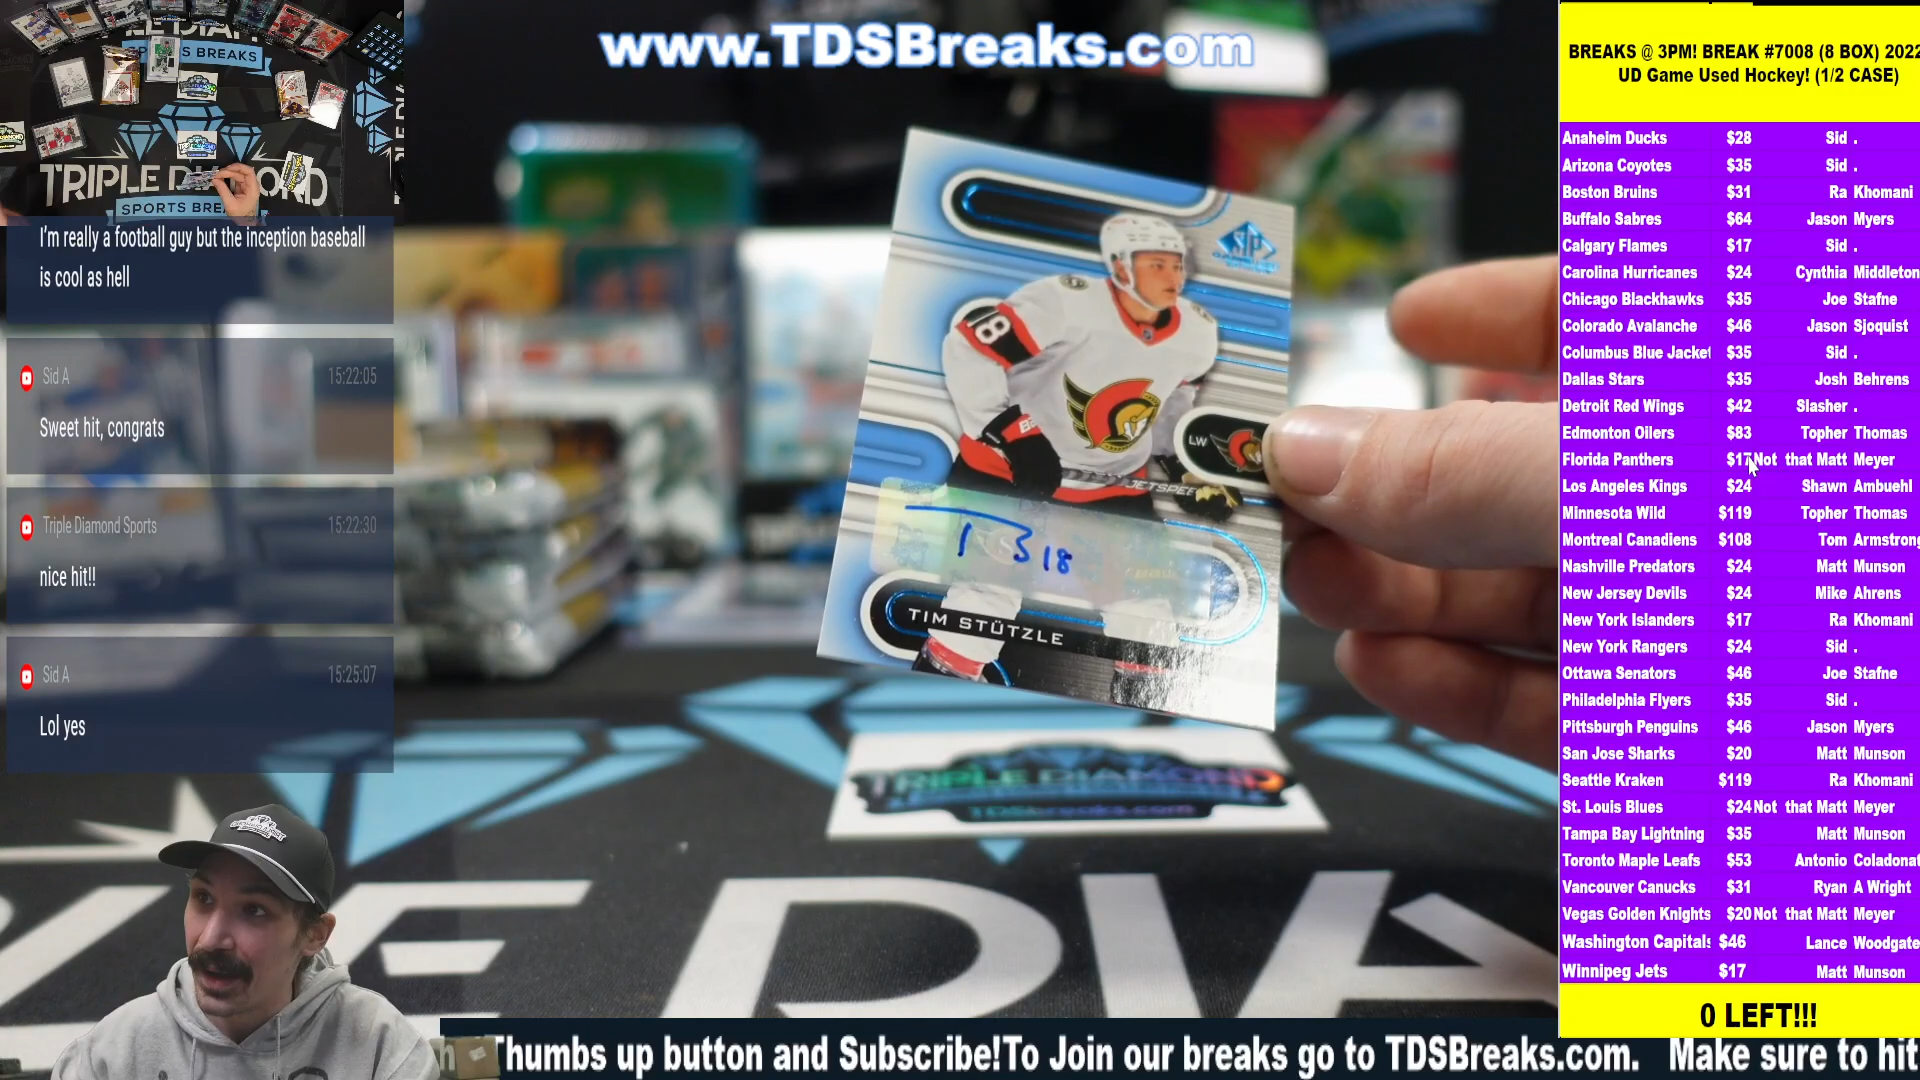 S BREAKS
TRIPLE DIAMOND
SPORTS BREA
I'm really a football guy but the inception baseball
is cool as hell
Sid A 15:22:05
Sweet hit, congrats
Triple Diamond Sports 15:22:30
nice hit!!
Sid A 15:25:07
Lol yes
www.TDSBreaks.com
SP
18
LW
JETSPEE
T S 18
TIM STÜTZLE
TRIPLE DIAMOND
TDSbreaks.com
LE DIA
BREAKS @ 3PM! BREAK #7008 (8 BOX) 2022
UD Game Used Hockey! (1/2 CASE)
Anaheim Ducks $28 Sid .
Arizona Coyotes $35 Sid .
Boston Bruins $31 Ra Khomani
Buffalo Sabres $64 Jason Myers
Calgary Flames $17 Sid .
Carolina Hurricanes $24 Cynthia Middleton
Chicago Blackhawks $35 Joe Stafne
Colorado Avalanche $46 Jason Sjoquist
Columbus Blue Jacket $35 Sid .
Dallas Stars $35 Josh Behrens
Detroit Red Wings $42 Slasher .
Edmonton Oilers $83 Topher Thomas
Florida Panthers $17 Not that Matt Meyer
Los Angeles Kings $24 Shawn Ambuehl
Minnesota Wild $119 Topher Thomas
Montreal Canadiens $108 Tom Armstrong
Nashville Predators $24 Matt Munson
New Jersey Devils $24 Mike Ahrens
New York Islanders $17 Ra Khomani
New York Rangers $24 Sid .
Ottawa Senators $46 Joe Stafne
Philadelphia Flyers $35 Sid .
Pittsburgh Penguins $46 Jason Myers
San Jose Sharks $20 Matt Munson
Seattle Kraken $119 Ra Khomani
St. Louis Blues $24 Not that Matt Meyer
Tampa Bay Lightning $35 Matt Munson
Toronto Maple Leafs $53 Antonio Coladonat
Vancouver Canucks $31 Ryan A Wright
Vegas Golden Knights $20 Not that Matt Meyer
Washington Capitals $46 Lance Woodgate
Winnipeg Jets $17 Matt Munson
0 LEFT!!!
Thumbs up button and Subscribe!To Join our breaks go to TDSBreaks.com. Make sure to hit